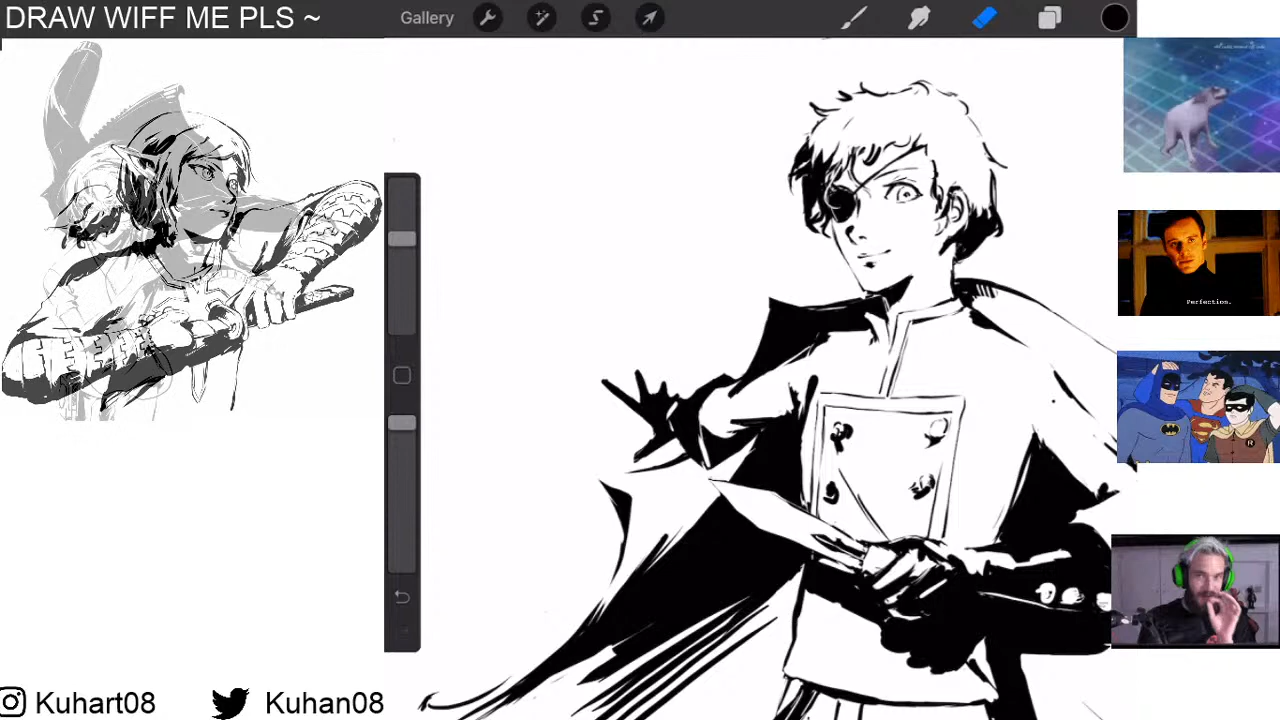 DRAW WIFF ME PLS ~
Gallery
Perfection.
Kuhart08
Kuhan08